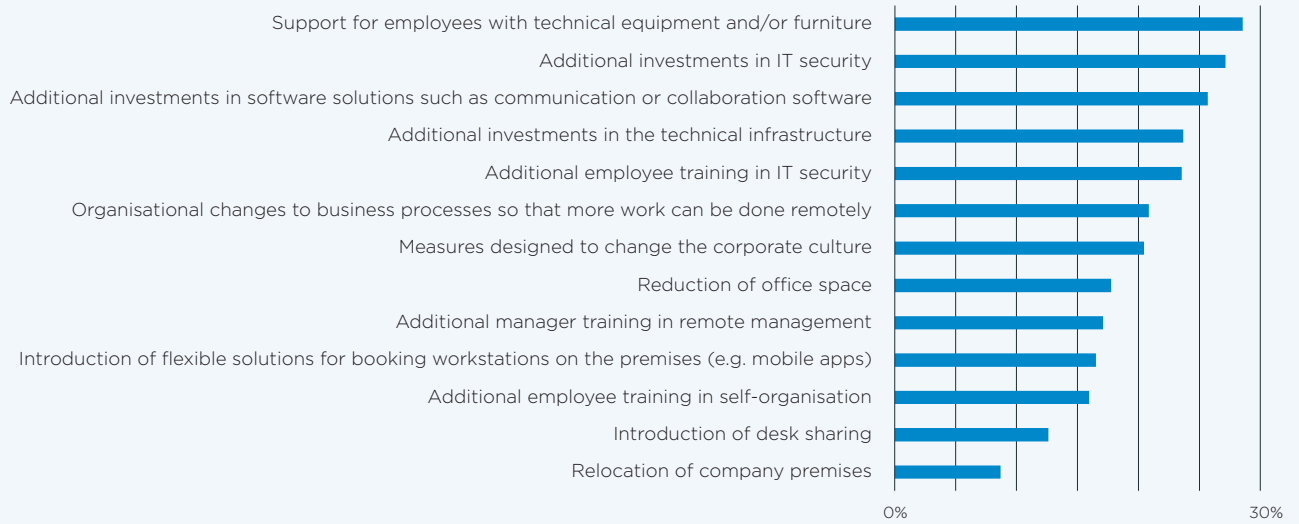 Support for employees with technical equipment and/or furniture
Additional investments in IT security
Additional investments in software solutions such as communication or collaboration software
Additional investments in the technical infrastructure
Additional employee training in IT security
Organisational changes to business processes so that more work can be done remotely
Measures designed to change the corporate culture
Reduction of office space
Additional manager training in remote management
Introduction of flexible solutions for booking workstations on the premises (e.g. mobile apps)
Additional employee training in self-organisation
Introduction of desk sharing
Relocation of company premises
0% 30%